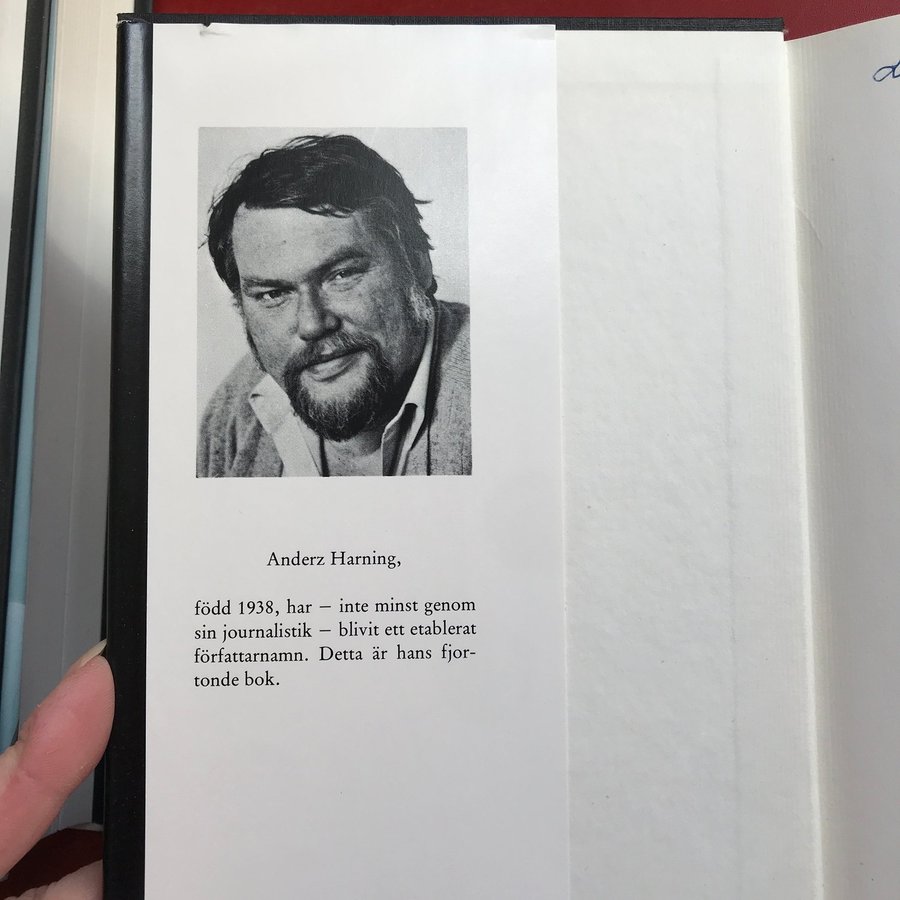 Anderz Harning,
född 1938, har – inte minst genom
sin journalistik – blivit ett etablerat
författarnamn. Detta är hans fjor-
tonde bok.